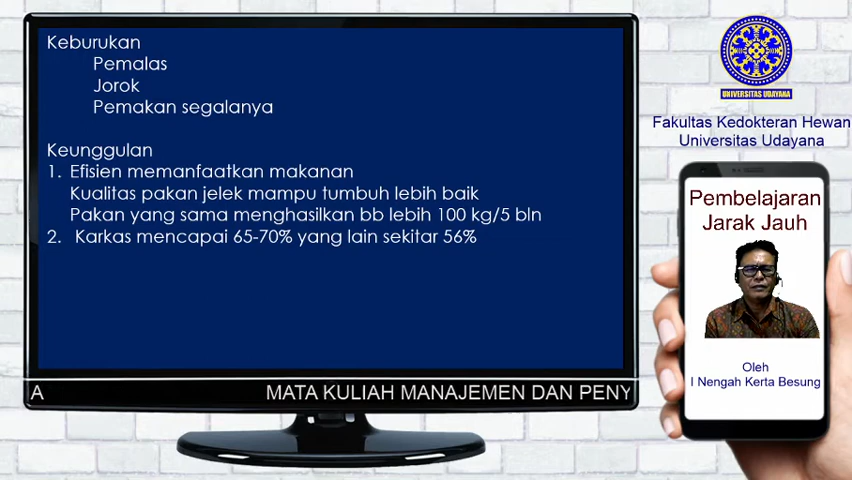 Keburukan
Pemalas
Jorok
Pemakan segalanya
Keunggulan
1. Efisien memanfaatkan makanan
Kualitas pakan jelek mampu tumbuh lebih baik
Pakan yang sama menghasilkan bb lebih 100 kg/5 bln
2. Karkas mencapai 65-70% yang lain sekitar 56%
A MATA KULIAH MANAJEMEN DAN PENY
UNIVERSITAS UDAYANA
Fakultas Kedokteran Hewan
Universitas Udayana
Pembelajaran
Jarak Jauh
Oleh
I Nengah Kerta Besung